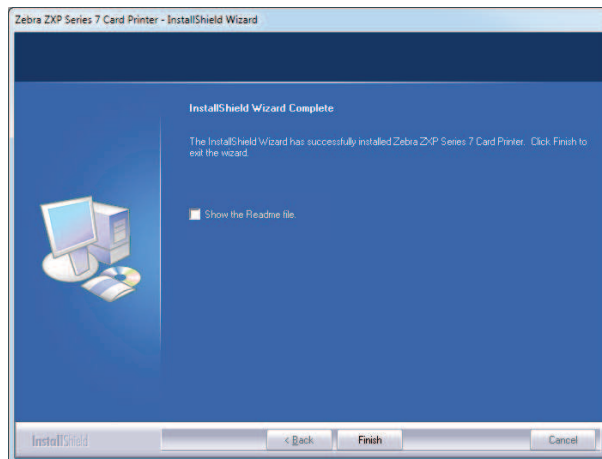 Zebra ZXP Series 7 Card Printer - InstallShield Wizard
InstallShield Wizard Complete
The InstallShield Wizard has successfully installed Zebra ZXP Series 7 Card Printer. Click Finish to
exit the wizard.
Show the Readme file.
InstallShield
< Back
Finish
Cancel